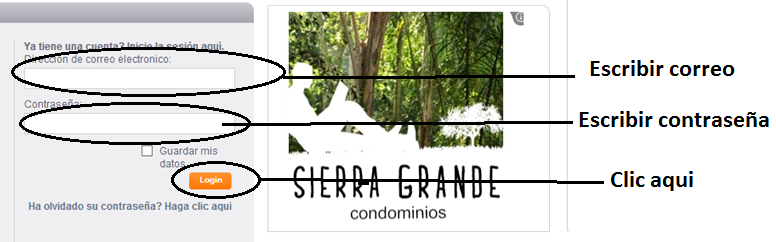 Ya tiene una cuenta? Inicie la sesión aquí.
Dirección de correo electronico:
Escribir correo
Contraseña:
Escribir contraseña
Guardar mis
datos
Login
Clic aqui
Ha olvidado su contraseña? Haga clic aquí
SIERRA GRANDE
condominios